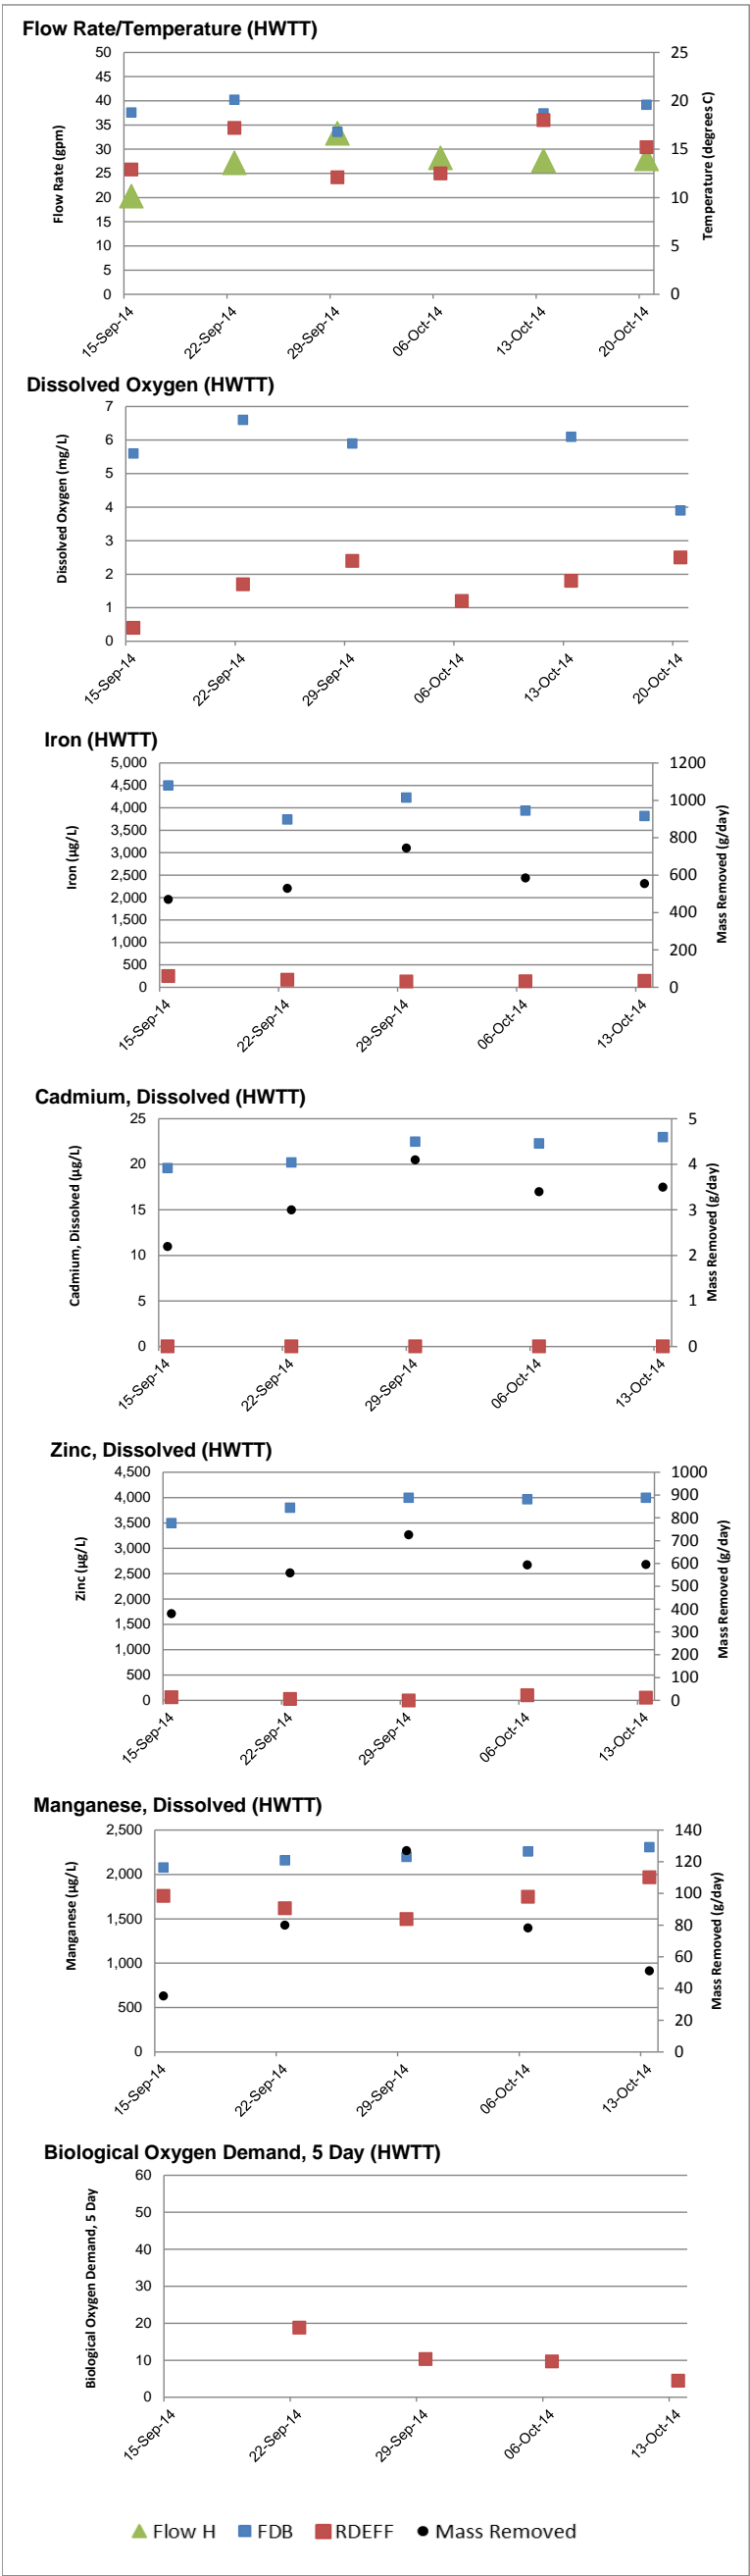 Flow Rate/Temperature (HWTT)
Flow Rate (gpm)
50
45
40
35
30
25
20
15
10
5
0
25
20
15
10
5
0
Temperature (degrees C)
15-Sep-14
22-Sep-14
29-Sep-14
06-Oct-14
13-Oct-14
20-Oct-14
Dissolved Oxygen (HWTT)
Dissolved Oxygen (mg/L)
7
6
5
4
3
2
1
0
15-Sep-14
22-Sep-14
29-Sep-14
06-Oct-14
13-Oct-14
20-Oct-14
Iron (HWTT)
Iron (µg/L)
5,000
4,500
4,000
3,500
3,000
2,500
2,000
1,500
1,000
500
0
1200
1000
800
600
400
200
0
Mass Removed (g/day)
15-Sep-14
22-Sep-14
29-Sep-14
06-Oct-14
13-Oct-14
Cadmium, Dissolved (HWTT)
Cadmium, Dissolved (µg/L)
25
20
15
10
5
0
5
4
3
2
1
0
Mass Removed (g/day)
15-Sep-14
22-Sep-14
29-Sep-14
06-Oct-14
13-Oct-14
Zinc, Dissolved (HWTT)
Zinc (µg/L)
4,500
4,000
3,500
3,000
2,500
2,000
1,500
1,000
500
0
1000
900
800
700
600
500
400
300
200
100
0
Mass Removed (g/day)
15-Sep-14
22-Sep-14
29-Sep-14
06-Oct-14
13-Oct-14
Manganese, Dissolved (HWTT)
Manganese (µg/L)
2,500
2,000
1,500
1,000
500
0
140
120
100
80
60
40
20
0
Mass Removed (g/day)
15-Sep-14
22-Sep-14
29-Sep-14
06-Oct-14
13-Oct-14
Biological Oxygen Demand, 5 Day (HWTT)
Biological Oxygen Demand, 5 Day
60
50
40
30
20
10
0
15-Sep-14
22-Sep-14
29-Sep-14
06-Oct-14
13-Oct-14
Flow H FDB RDEFF Mass Removed